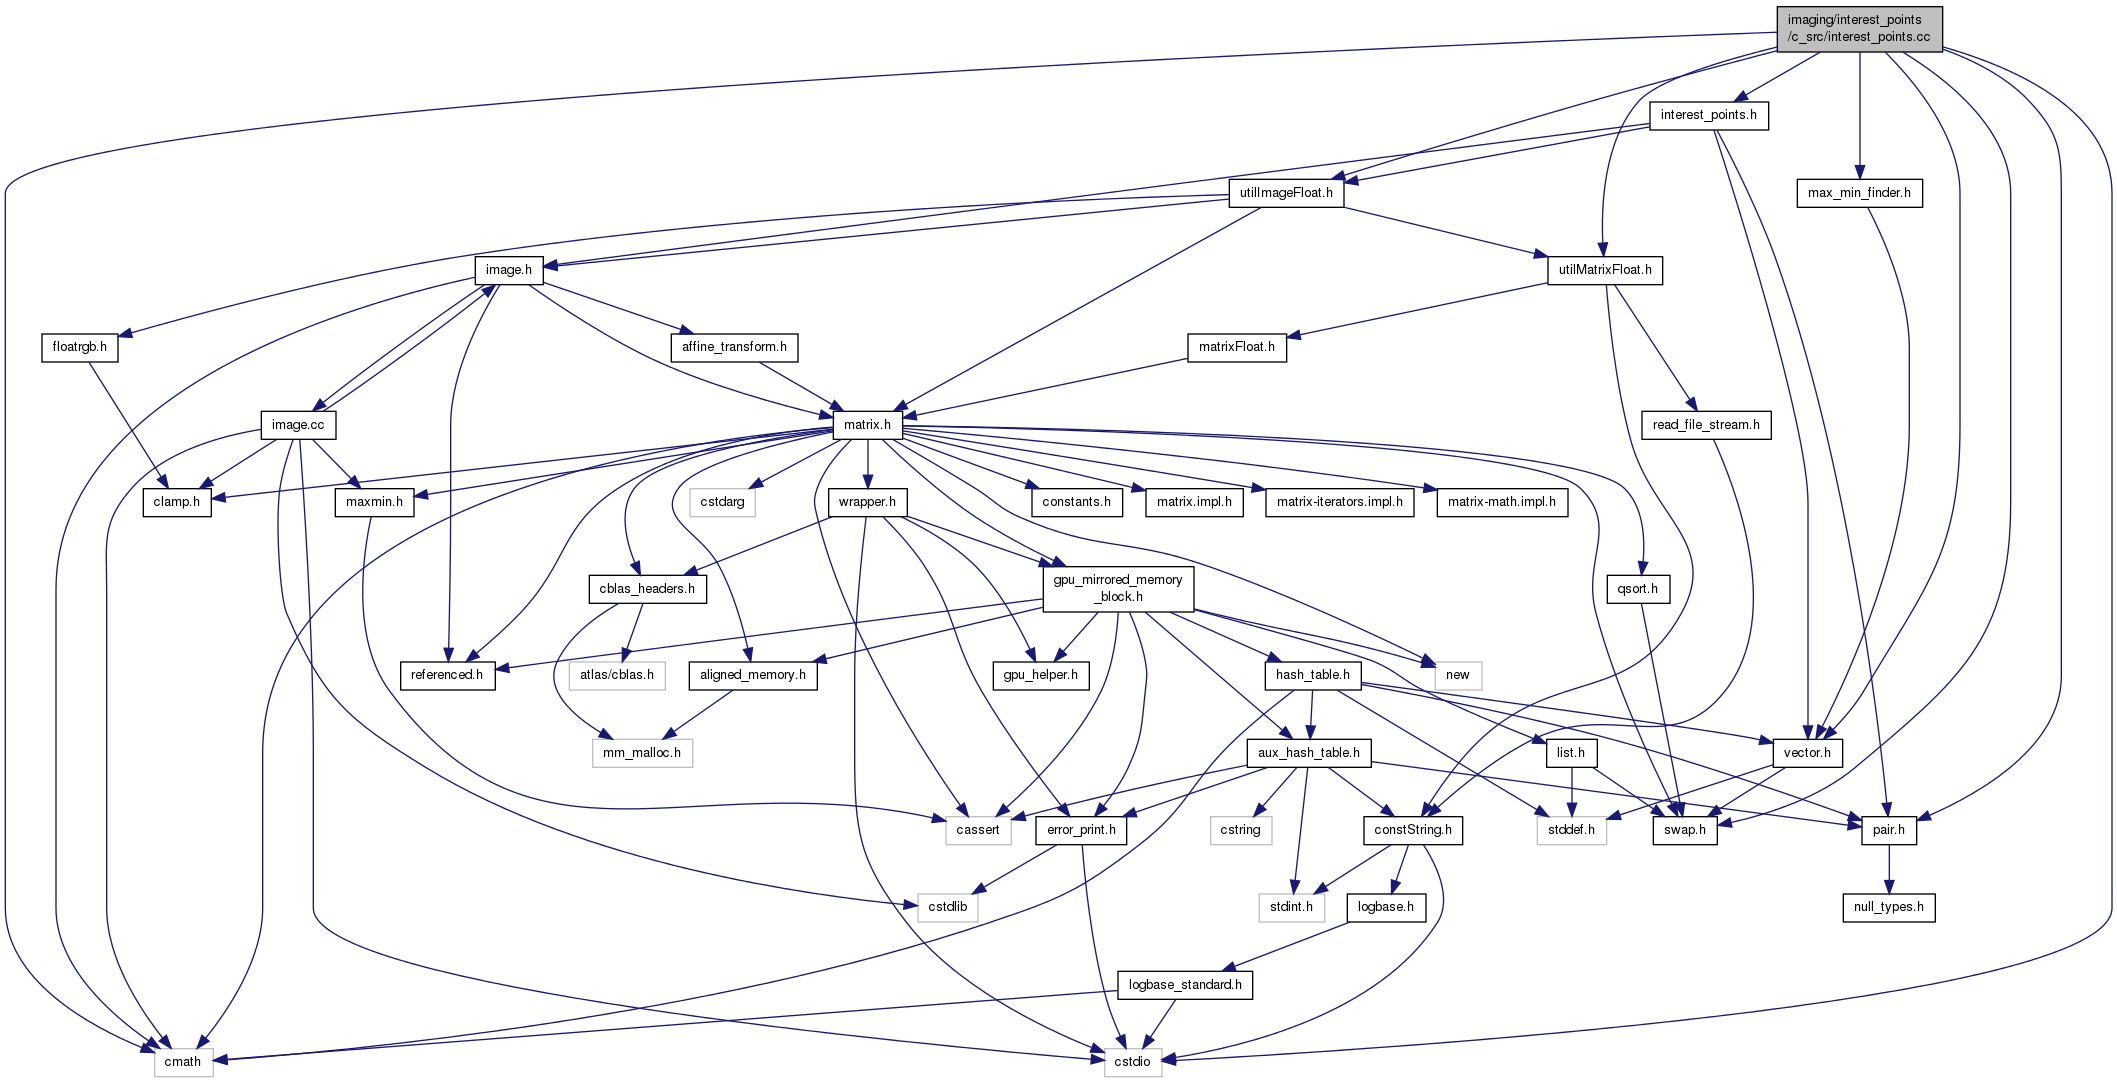 imaging/interest_points
/c_src/interest_points.cc
interest_points.h
utilImageFloat.h
max_min_finder.h
image.h
utilMatrixFloat.h
floatrgb.h
affine_transform.h
matrixFloat.h
image.cc
matrix.h
read_file_stream.h
clamp.h
maxmin.h
cstdarg
wrapper.h
constants.h
matrix.impl.h
matrix-iterators.impl.h
matrix-math.impl.h
cblas_headers.h
gpu_mirrored_memory
_block.h
qsort.h
referenced.h
atlas/cblas.h
aligned_memory.h
gpu_helper.h
hash_table.h
new
mm_malloc.h
aux_hash_table.h
list.h
vector.h
cassert
error_print.h
cstring
constString.h
stddef.h
swap.h
pair.h
cstdlib
stdint.h
logbase.h
null_types.h
logbase_standard.h
cmath
cstdio